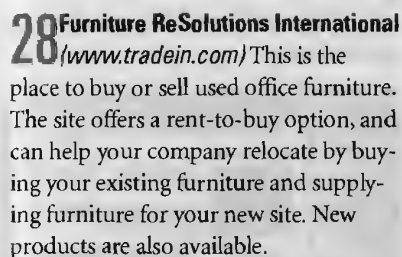 28 Furniture ReSolutions International
(www.tradein.com) This is the
place to buy or sell used office furniture.
The site offers a rent-to-buy option, and
can help your company relocate by buy-
ing your existing furniture and supply-
ing furniture for your new site. New
products are also available.